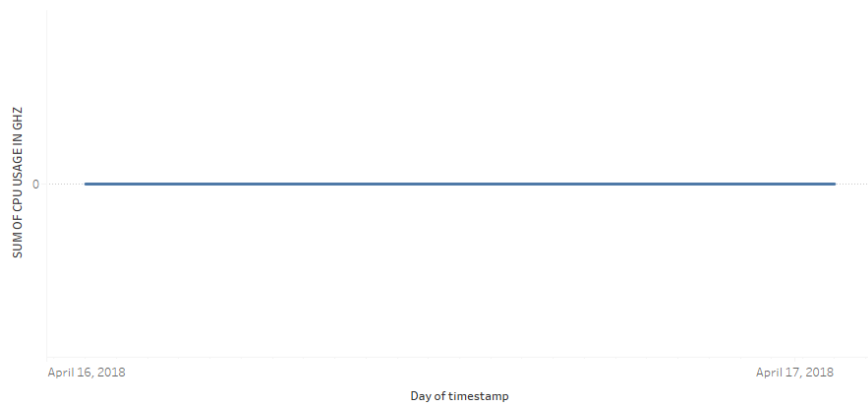 SUM OF CPU USAGE IN GHZ
0
April 16, 2018
April 17, 2018
Day of timestamp